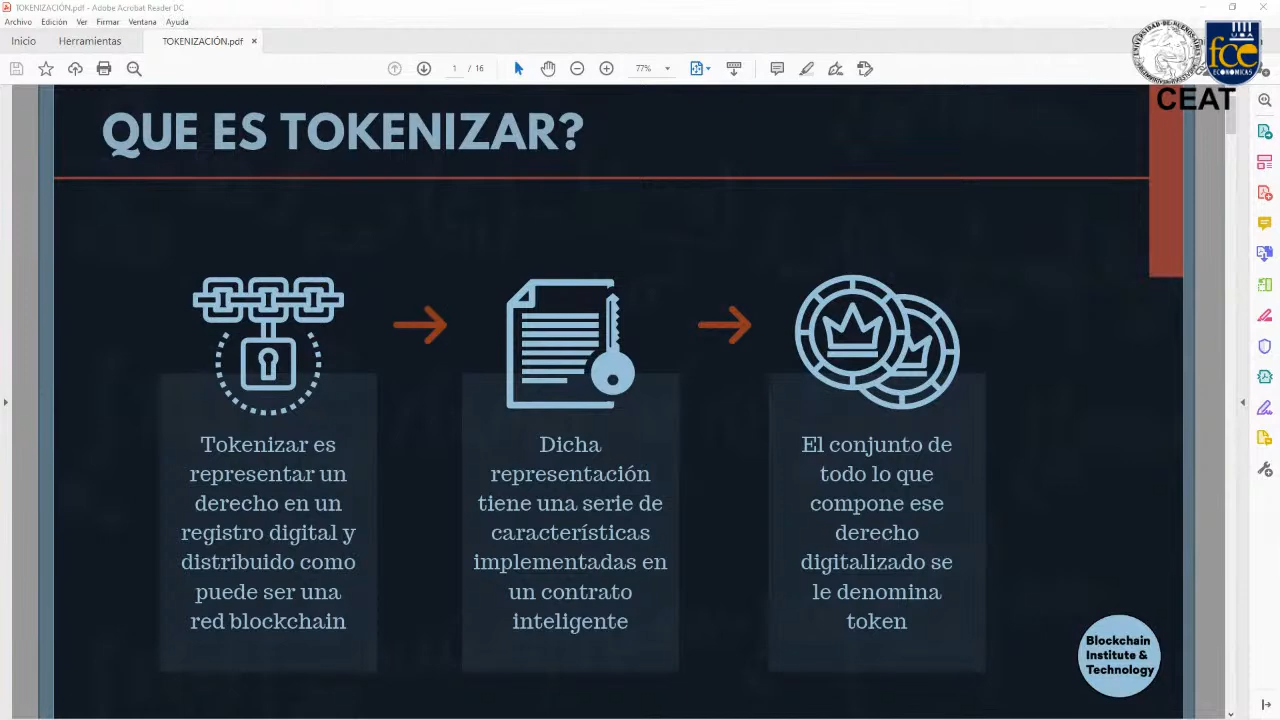 TOKENIZACIÓN.pdf - Adobe Acrobat Reader DC
Archivo Edición Ver Firmar Ventana Ayuda
Inicio Herramientas TOKENIZACIÓN.pdf ×
1 / 16 77%
CEAT
fce
ECONOMICAS
QUE ES TOKENIZAR?
Tokenizar es
representar un
derecho en un
registro digital y
distribuido como
puede ser una
red blockchain
Dicha
representación
tiene una serie de
características
implementadas en
un contrato
inteligente
El conjunto de
todo lo que
compone ese
derecho
digitalizado se
le denomina
token
Blockchain
Institute &
Technology